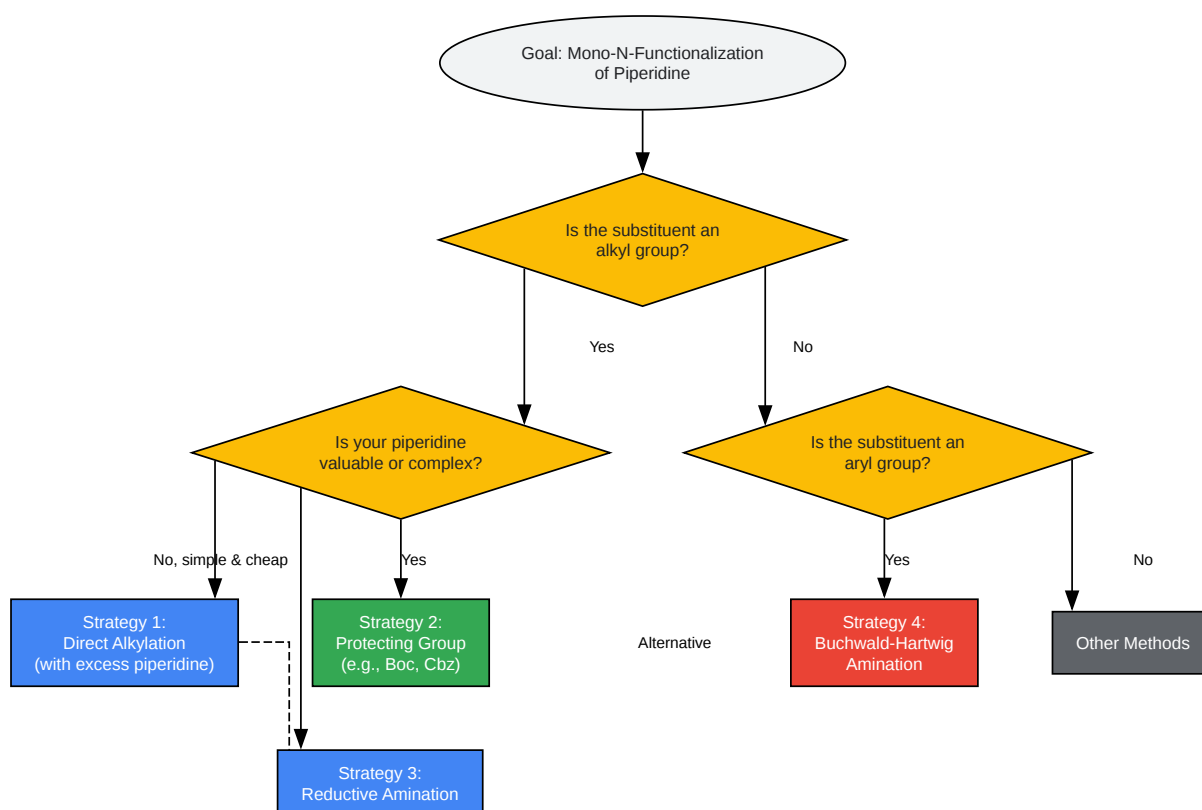 Goal: Mono-N-Functionalization
of Piperidine
Is the substituent an
alkyl group?
Yes
No
Is your piperidine
valuable or complex?
Is the substituent an
aryl group?
No, simple & cheap
Yes
Yes
No
Strategy 1:
Direct Alkylation
(with excess piperidine)
Strategy 2:
Protecting Group
(e.g., Boc, Cbz)
Alternative
Strategy 4:
Buchwald-Hartwig
Amination
Other Methods
Strategy 3:
Reductive Amination